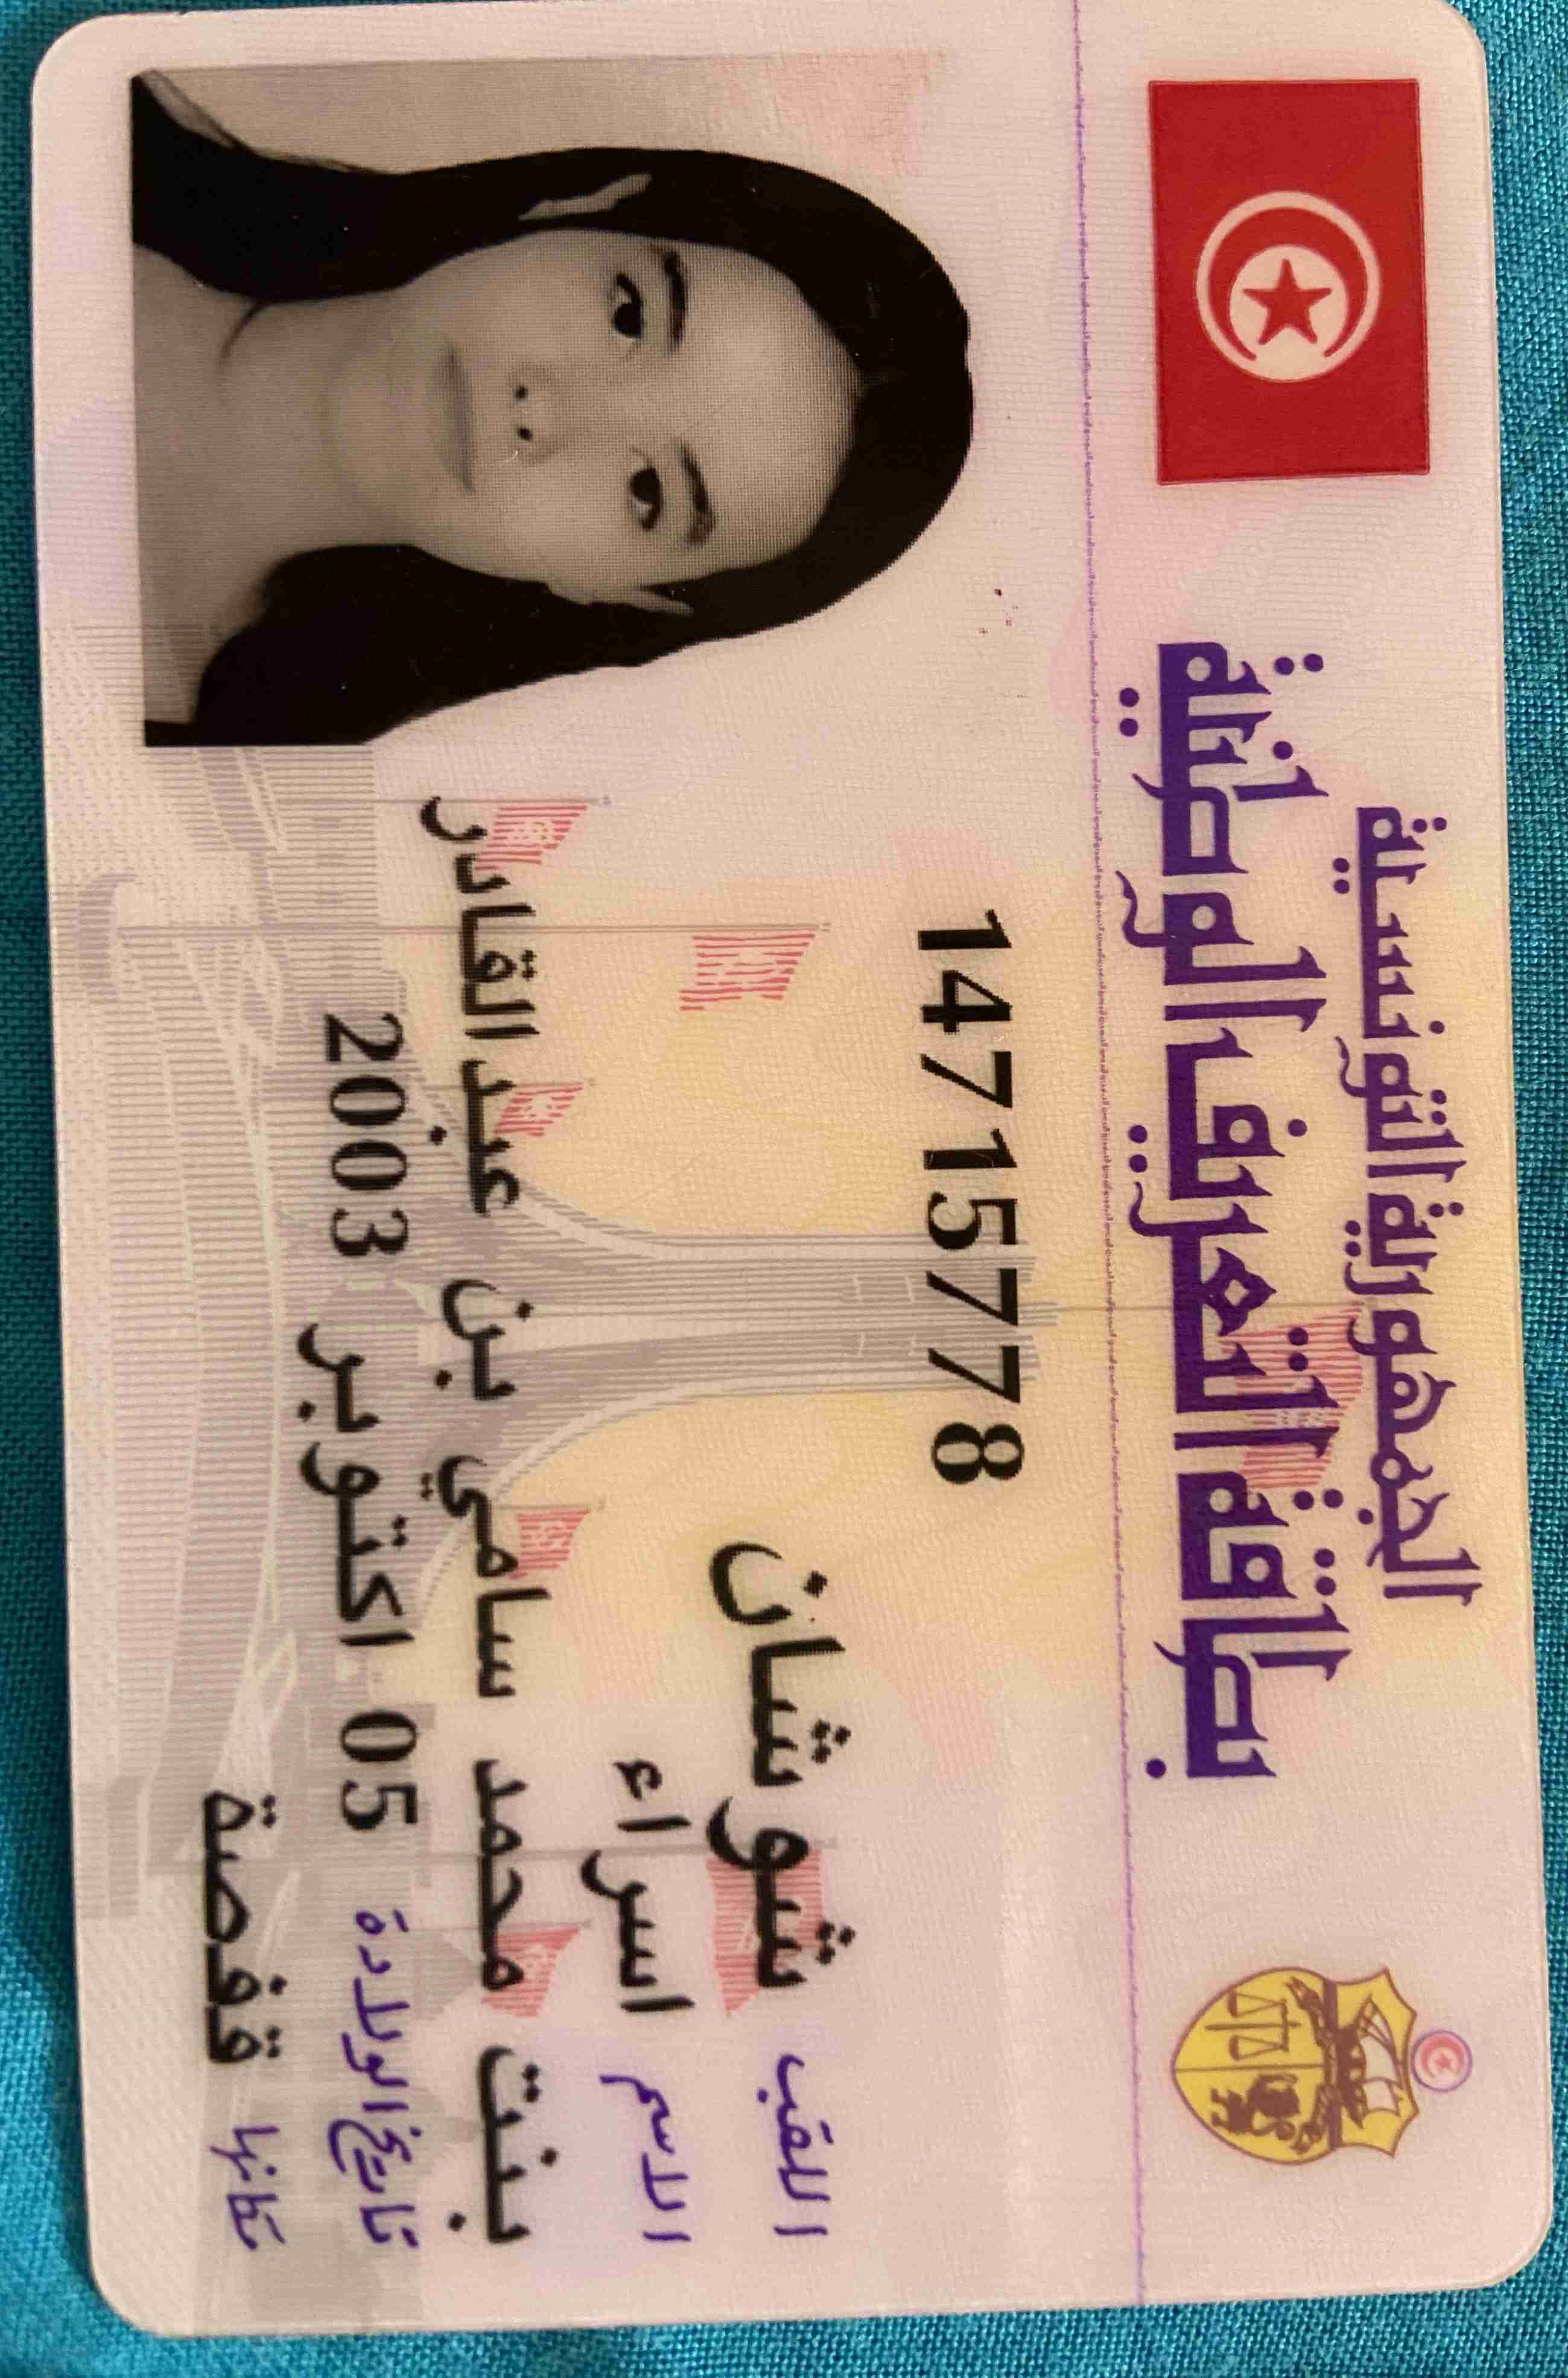 الجمهورية التونسية
بطاقة التعريف الوطنية
14715778
اللقب شوشان
الاسم اسراء
بنت محمد سامي بن عبد القادر
تاريخ الولادة 05 اكتوبر 2003
مكانها قفصة